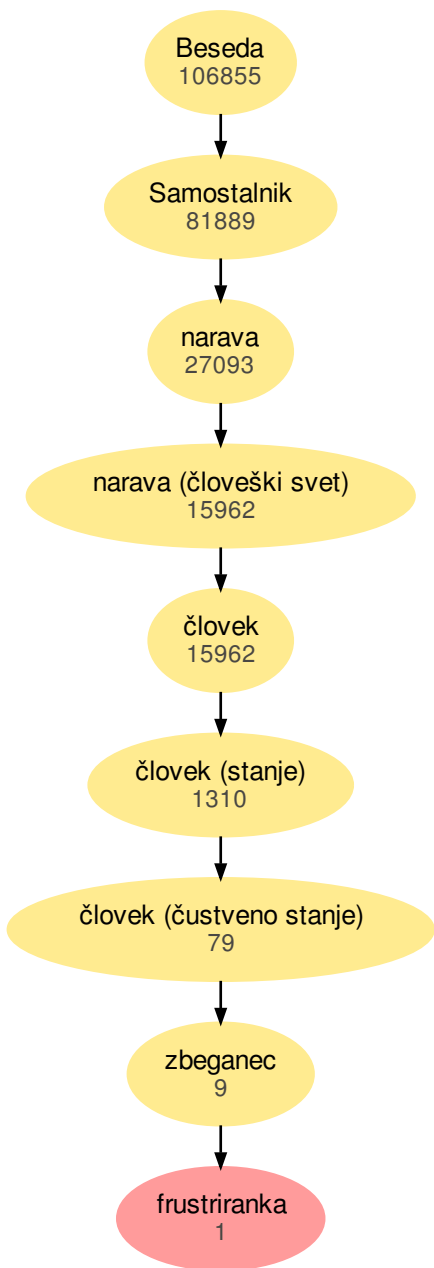 Beseda
106855
Samostalnik
81889
narava
27093
narava (človeški svet)
15962
človek
15962
človek (stanje)
1310
človek (čustveno stanje)
79
zbeganec
9
frustriranka
1